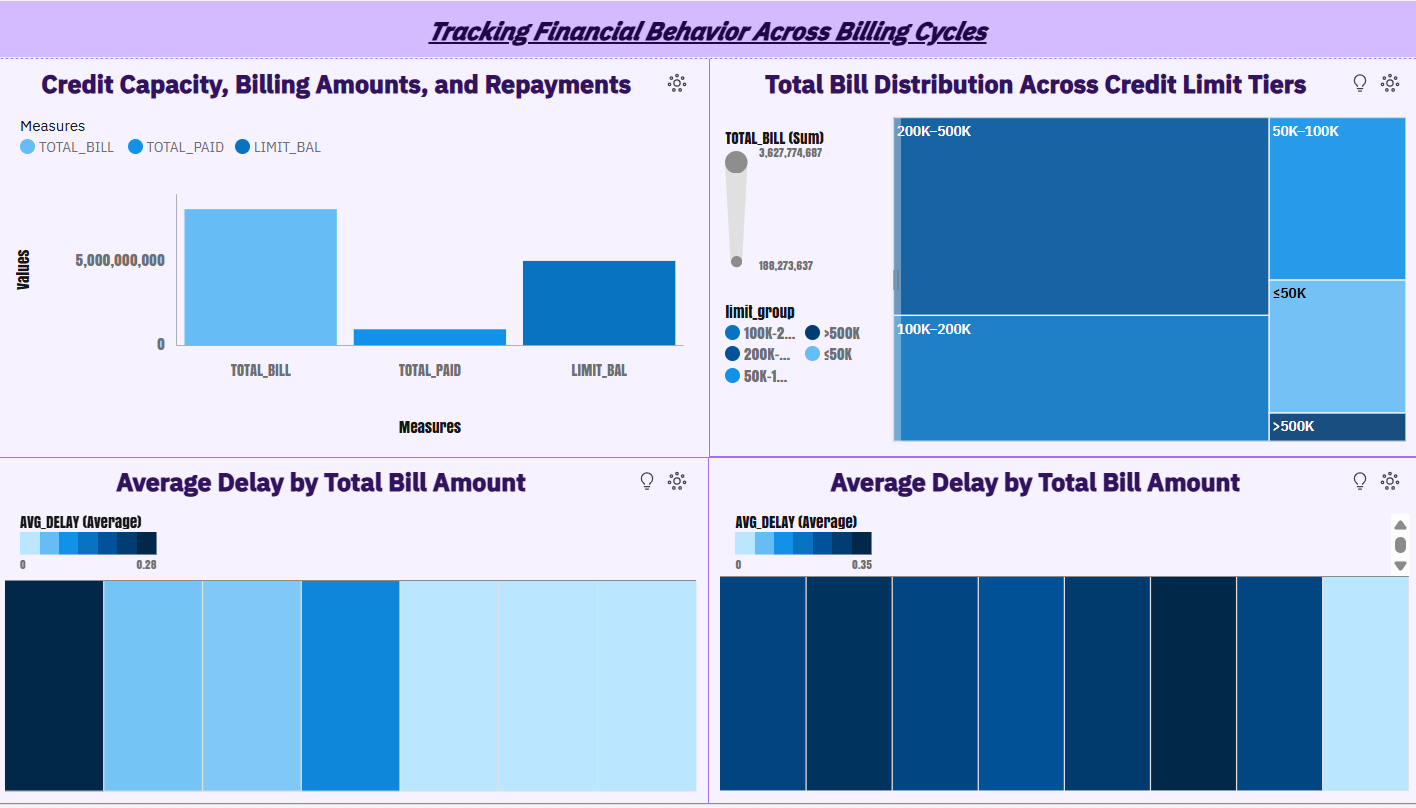 Tracking Financial Behavior Across Billing Cycles
Credit Capacity, Billing Amounts, and Repayments
Measures
TOTAL_BILL TOTAL_PAID LIMIT_BAL
Values
5,000,000,000
0
TOTAL_BILL TOTAL_PAID LIMIT_BAL
Measures
Total Bill Distribution Across Credit Limit Tiers
TOTAL_BILL (Sum)
3,627,774,687
188,273,637
limit_group
100K-2... >500K
200K-... ≤50K
50K-1...
200K–500K
50K–100K
≤50K
100K–200K
>500K
Average Delay by Total Bill Amount
AVG_DELAY (Average)
0 0.28
Average Delay by Total Bill Amount
AVG_DELAY (Average)
0 0.35